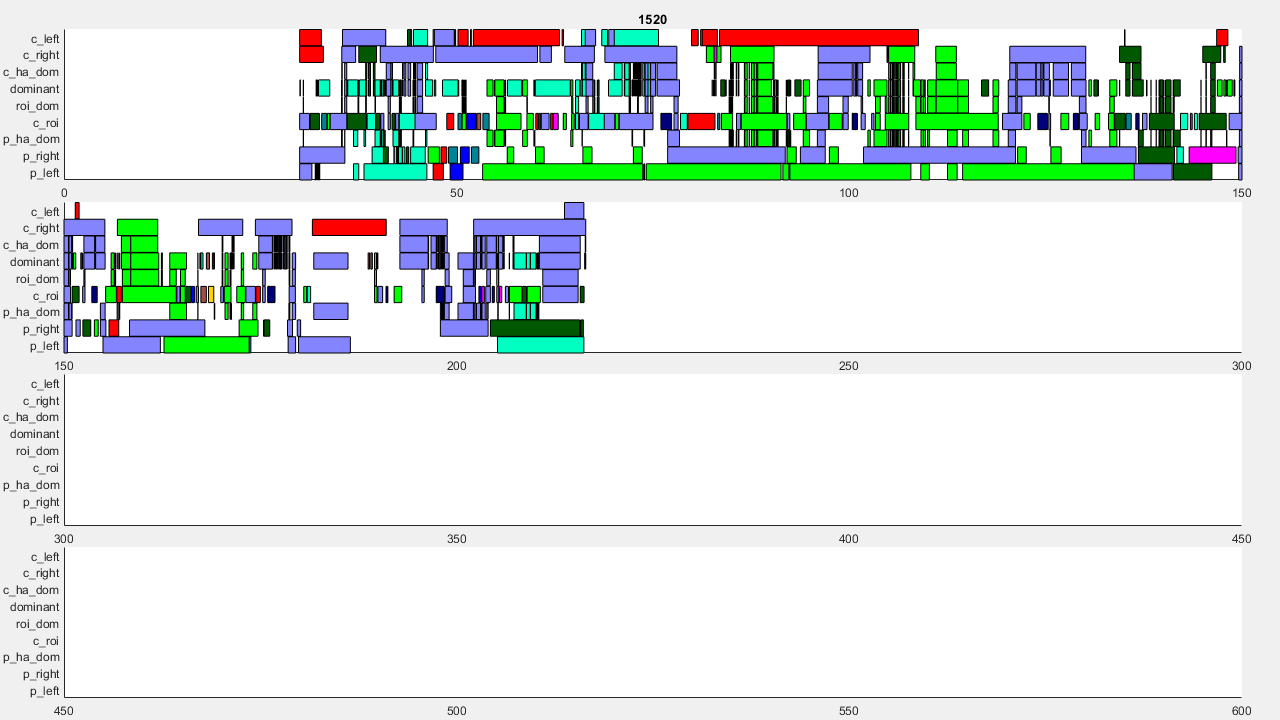 1520
c_left
c_right
c_ha_dom
dominant
roi_dom
c_roi
p_ha_dom
p_right
p_left
0 50 100 150
c_left
c_right
c_ha_dom
dominant
roi_dom
c_roi
p_ha_dom
p_right
p_left
150 200 250 300
c_left
c_right
c_ha_dom
dominant
roi_dom
c_roi
p_ha_dom
p_right
p_left
300 350 400 450
c_left
c_right
c_ha_dom
dominant
roi_dom
c_roi
p_ha_dom
p_right
p_left
450 500 550 600